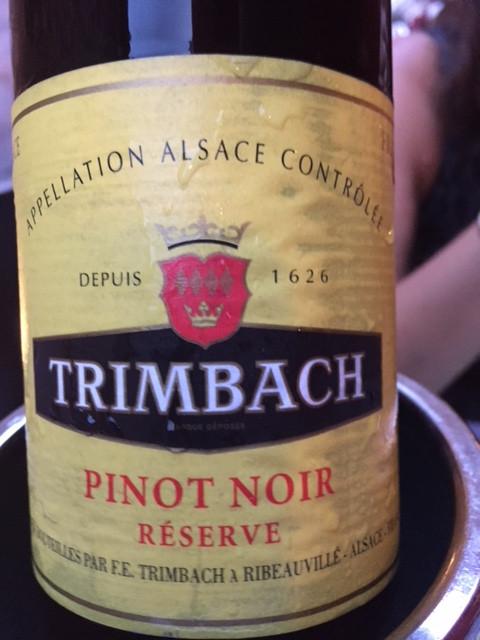 APPELLATION ALSACE CONTRÔLÉE
DEPUIS 1626
TRIMBACH
PINOT NOIR
RÉSERVE
PAR F.E. TRIMBACH À RIBEAUVILLÉ - ALSACE -